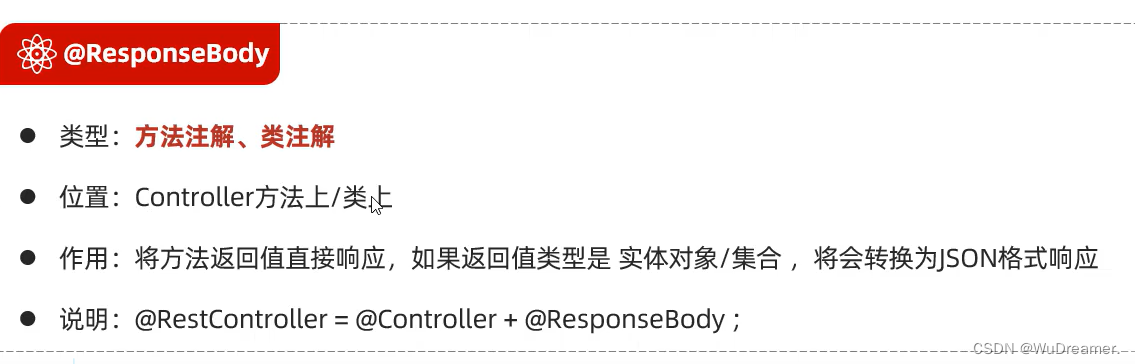 @ResponseBody
类型：方法注解、类注解
位置：Controller方法上/类上
作用：将方法返回值直接响应，如果返回值类型是 实体对象/集合 ，将会转换为JSON格式响应
说明：@RestController = @Controller + @ResponseBody ;
CSDN @WuDreamer.